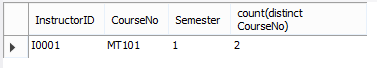 InstructorID CourseNo Semester count(distinct
CourseNo)
I0001 MT101 1 2